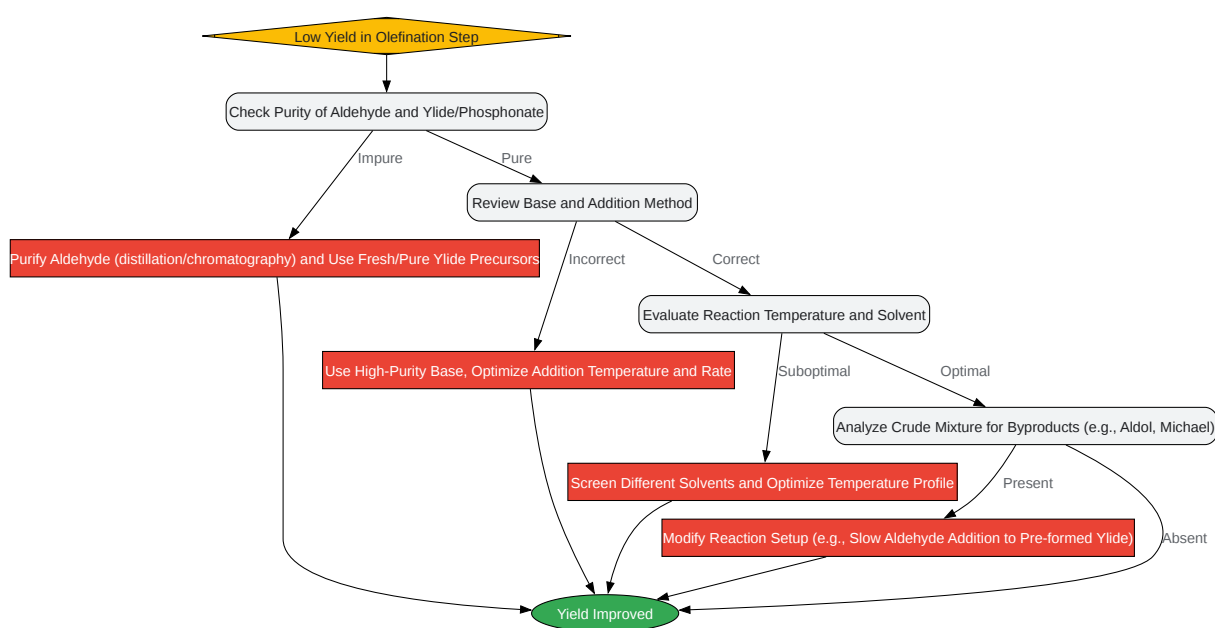 Low Yield in Olefination Step
Check Purity of Aldehyde and Ylide/Phosphonate
Impure
Pure
Review Base and Addition Method
Purify Aldehyde (distillation/chromatography) and Use Fresh/Pure Ylide Precursors
Incorrect
Correct
Evaluate Reaction Temperature and Solvent
Use High-Purity Base, Optimize Addition Temperature and Rate
Suboptimal
Optimal
Analyze Crude Mixture for Byproducts (e.g., Aldol, Michael)
Screen Different Solvents and Optimize Temperature Profile
Present
Modify Reaction Setup (e.g., Slow Aldehyde Addition to Pre-formed Ylide)
Absent
Yield Improved